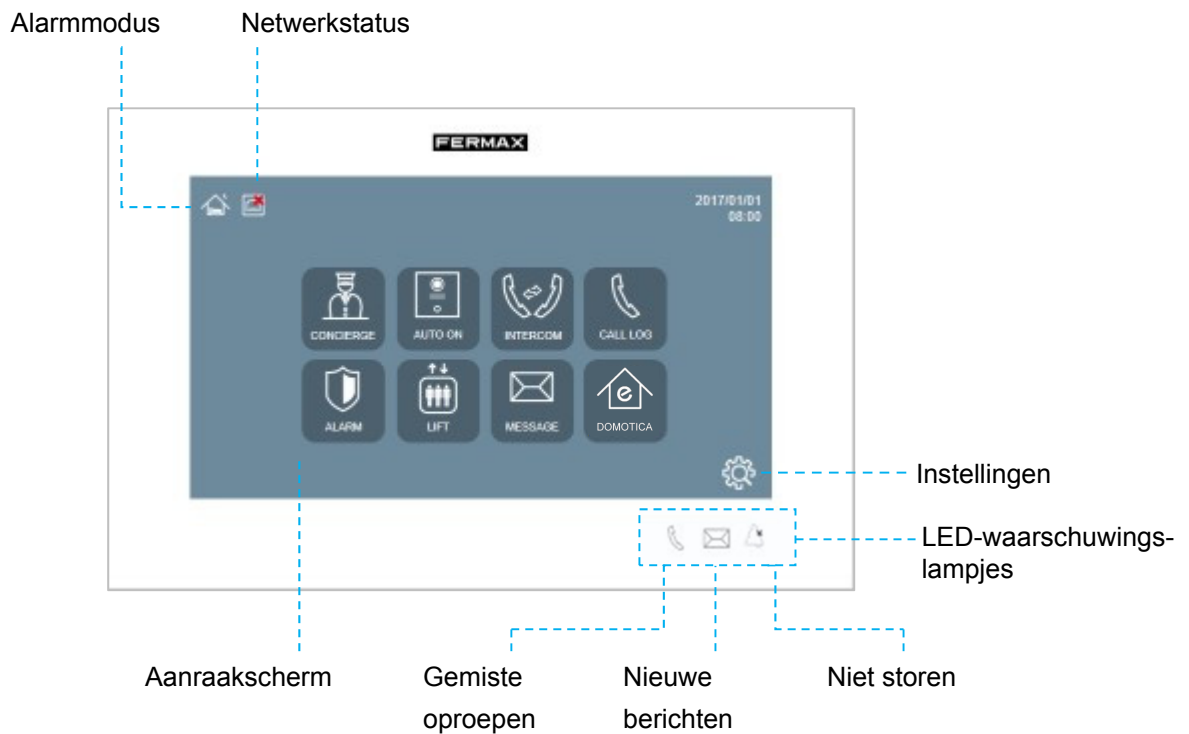 Alarmmodus
Netwerkstatus
FERMAX
2017/01/01
08:00
CONCIERGE
AUTO ON
INTERCOM
CALL LOG
ALARM
LIFT
MESSAGE
e
DOMOTICA
Instellingen
LED-waarschuwings-
lampjes
Aanraakscherm
Gemiste
oproepen
Nieuwe
berichten
Niet storen